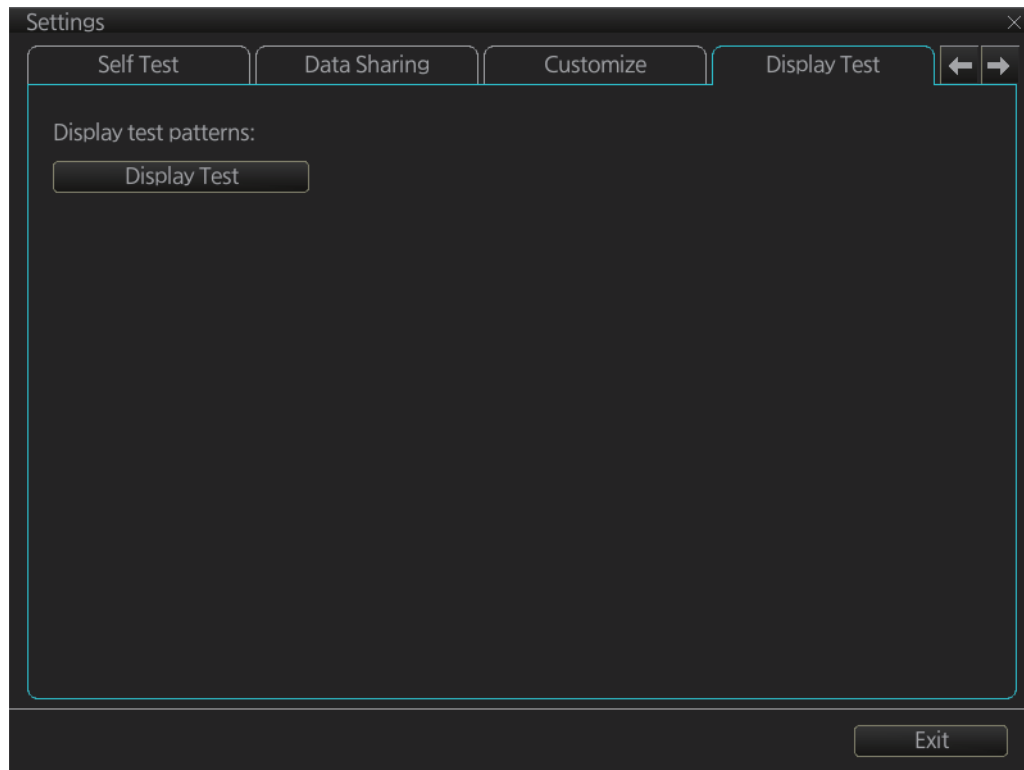 Settings
Self Test Data Sharing Customize Display Test
Display test patterns:
Display Test
Exit